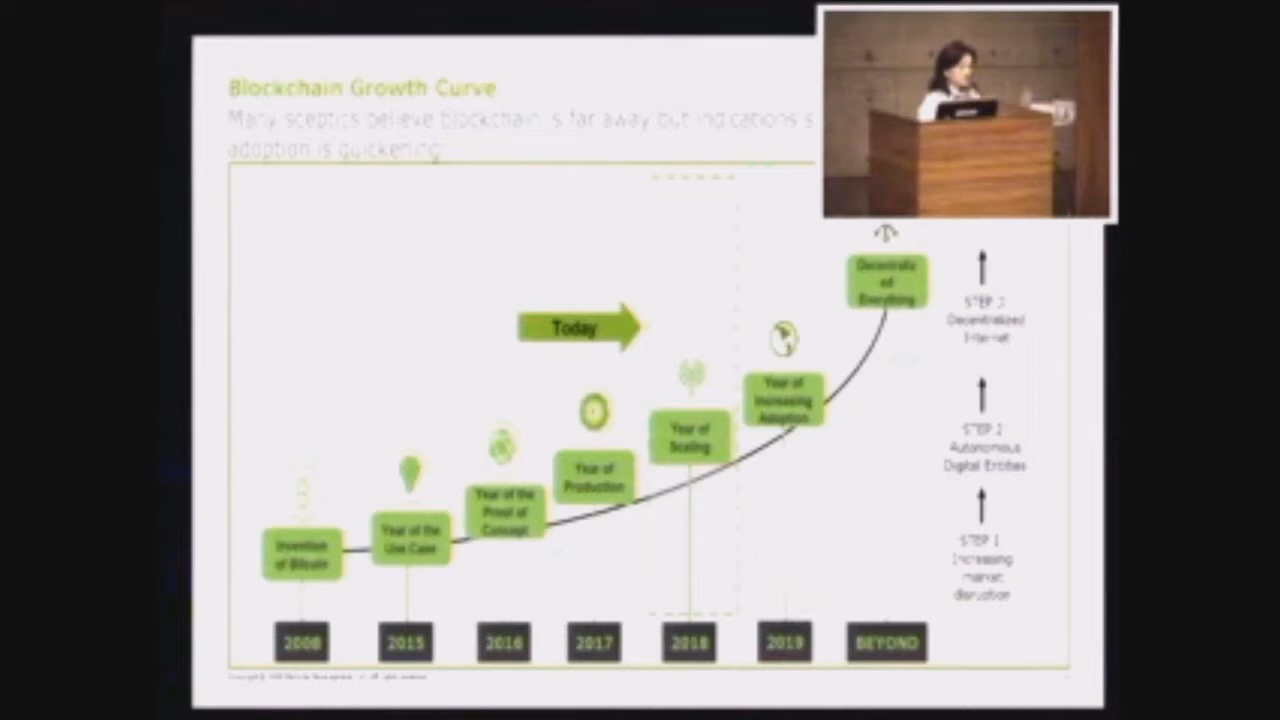 Blockchain Growth Curve
Many sceptics believe blockchain is far away but indications s
adoption is quickening
Today
Invention
of Bitcoin
Year of the
Use Case
Year of the
Proof of
Concept
Year of
Production
Year of
Scaling
Year of
Increasing
Adoption
Decentraliz
ed
Everything
STEP 3
Decentralized
Internet
STEP 2
Autonomous
Digital Entities
STEP 1
Increasing
market
disruption
2008
2015
2016
2017
2018
2019
BEYOND